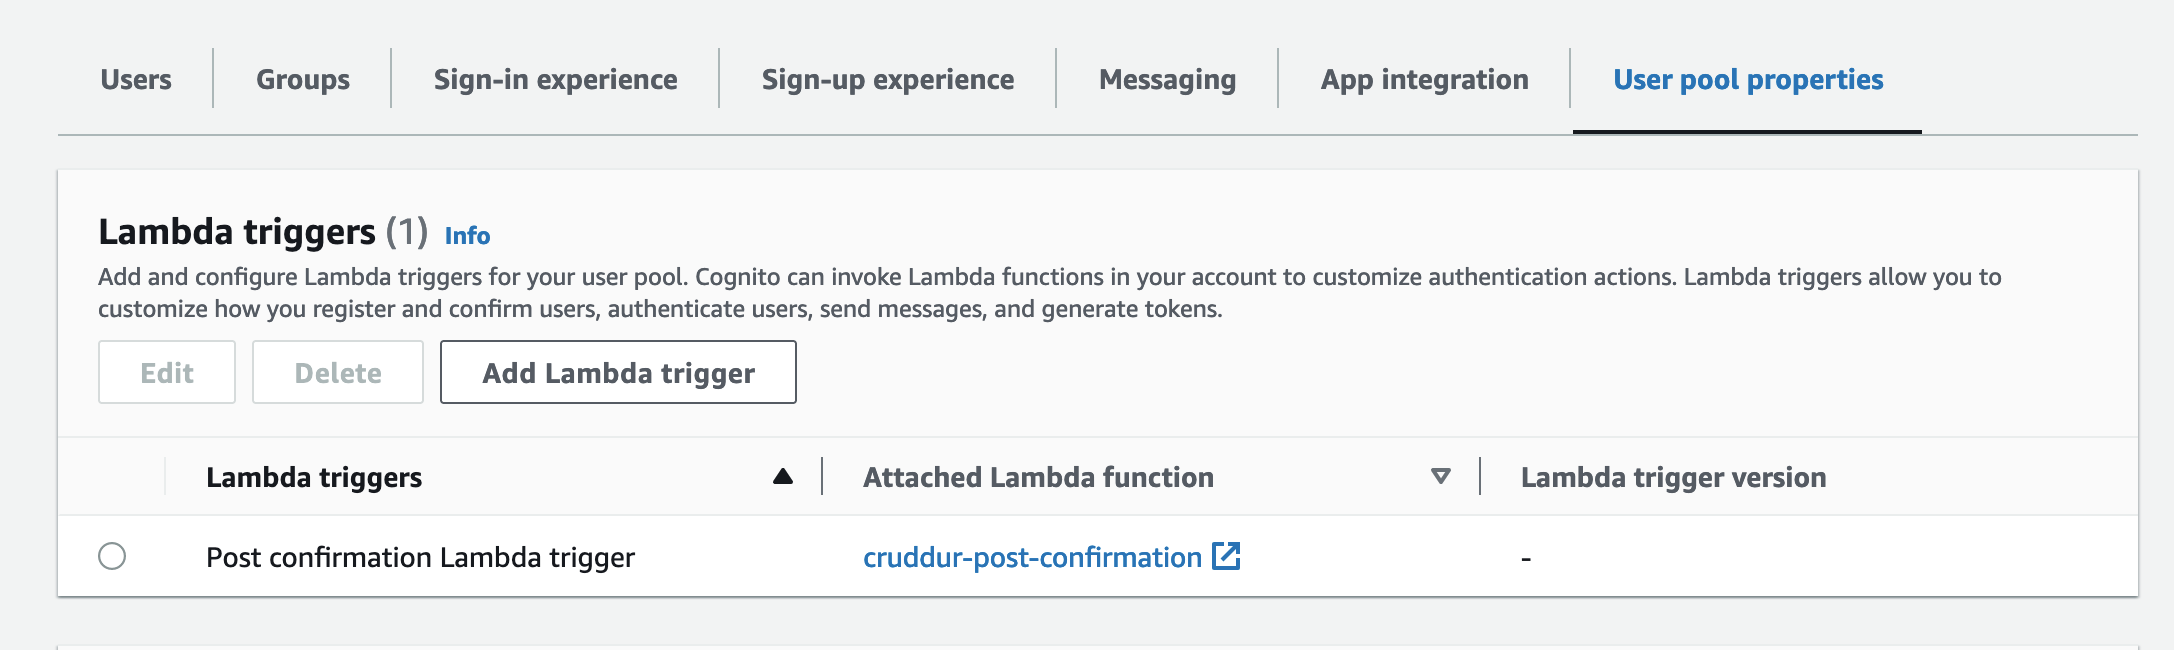 Users Groups Sign-in experience Sign-up experience Messaging App integration User pool properties
Lambda triggers (1) Info
Add and configure Lambda triggers for your user pool. Cognito can invoke Lambda functions in your account to customize authentication actions. Lambda triggers allow you to
customize how you register and confirm users, authenticate users, send messages, and generate tokens.
Edit Delete Add Lambda trigger
Lambda triggers Attached Lambda function Lambda trigger version
Post confirmation Lambda trigger cruddur-post-confirmation -